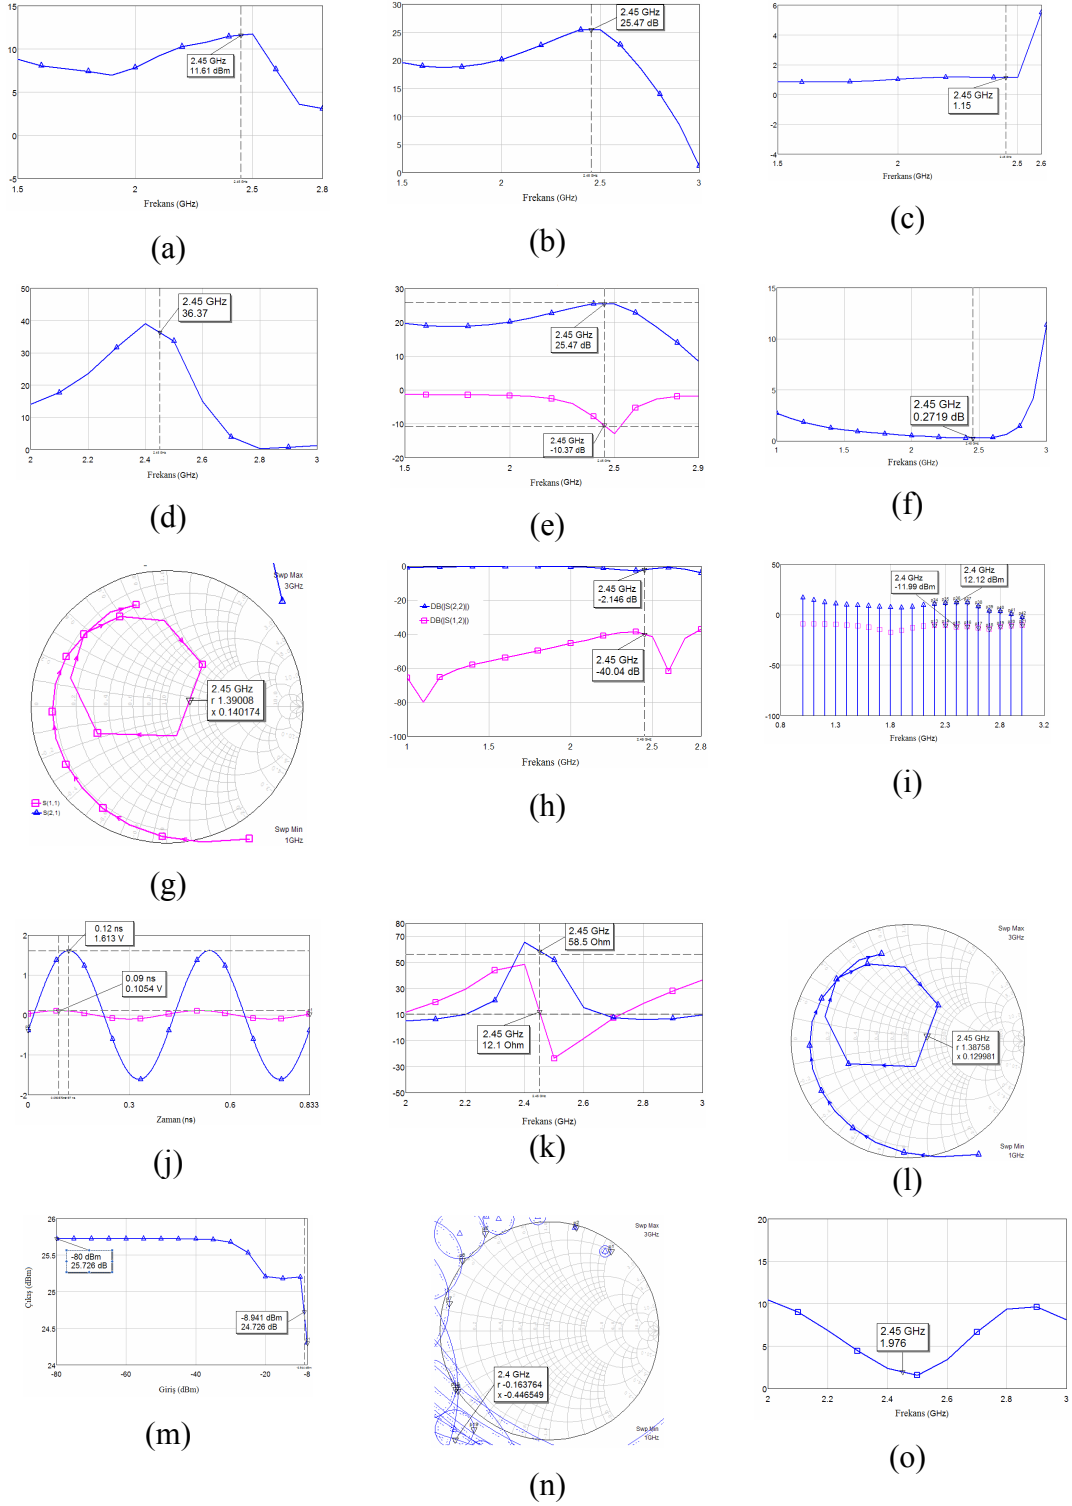 15
10
5
0
-5
1.5
2
2.5
2.8
2.45 GHz
11.61 dBm
Frekans (GHz)
(a)
30
25
20
15
10
5
0
1.5
2
2.5
3
2.45 GHz
25.47 dB
Frekans (GHz)
(b)
6
4
2
0
-2
-4
1.5
2
2.5
2.6
2.45 GHz
1.15
Frekans (GHz)
(c)
50
40
30
20
10
0
2
2.2
2.4
2.6
2.8
3
2.45 GHz
36.37
Frekans (GHz)
(d)
30
20
10
0
-10
-20
1.5
2
2.5
2.9
2.45 GHz
25.47 dB
2.45 GHz
-10.37 dB
Frekans (GHz)
(e)
15
10
5
0
1
1.5
2
2.5
3
2.45 GHz
0.2719 dB
Frekans (GHz)
(f)
Swp Max
3GHz
2.45 GHz
r 1.39008
x 0.140174
S(1,1)
S(2,1)
Swp Min
1GHz
(g)
0
-20
-40
-60
-80
-100
1
1.5
2
2.5
2.8
2.45 GHz
-2.146 dB
DB(|S(2,2)|)
DB(|S(1,2)|)
2.45 GHz
-40.04 dB
Frekans (GHz)
(h)
50
0
-50
-100
0.8
1.3
1.8
2.3
2.8
3.2
2.4 GHz
-11.99 dBm
2.4 GHz
12.12 dBm
Frekans (GHz)
(i)
2
1
0
-1
-2
0
0.3
0.6
0.833
0.12 ns
1.613 V
0.09 ns
0.1054 V
Zaman (ns)
(j)
80
70
50
30
10
-10
-30
-50
2
2.2
2.4
2.6
2.8
3
2.45 GHz
58.5 Ohm
2.45 GHz
12.1 Ohm
Frekans (GHz)
(k)
Swp Max
3GHz
2.45 GHz
r 1.38758
x 0.129981
Swp Min
1GHz
(l)
26
25.5
25
24.5
24
-80
-60
-40
-20
-8
Çıkış (dBm)
-80 dBm
25.726 dB
-8.941 dBm
24.726 dB
Giriş (dBm)
(m)
Swp Max
3GHz
2.4 GHz
r -0.163764
x -0.446549
Swp Min
1GHz
(n)
20
15
10
5
0
2
2.2
2.4
2.6
2.8
3
2.45 GHz
1.976
Frekans (GHz)
(o)